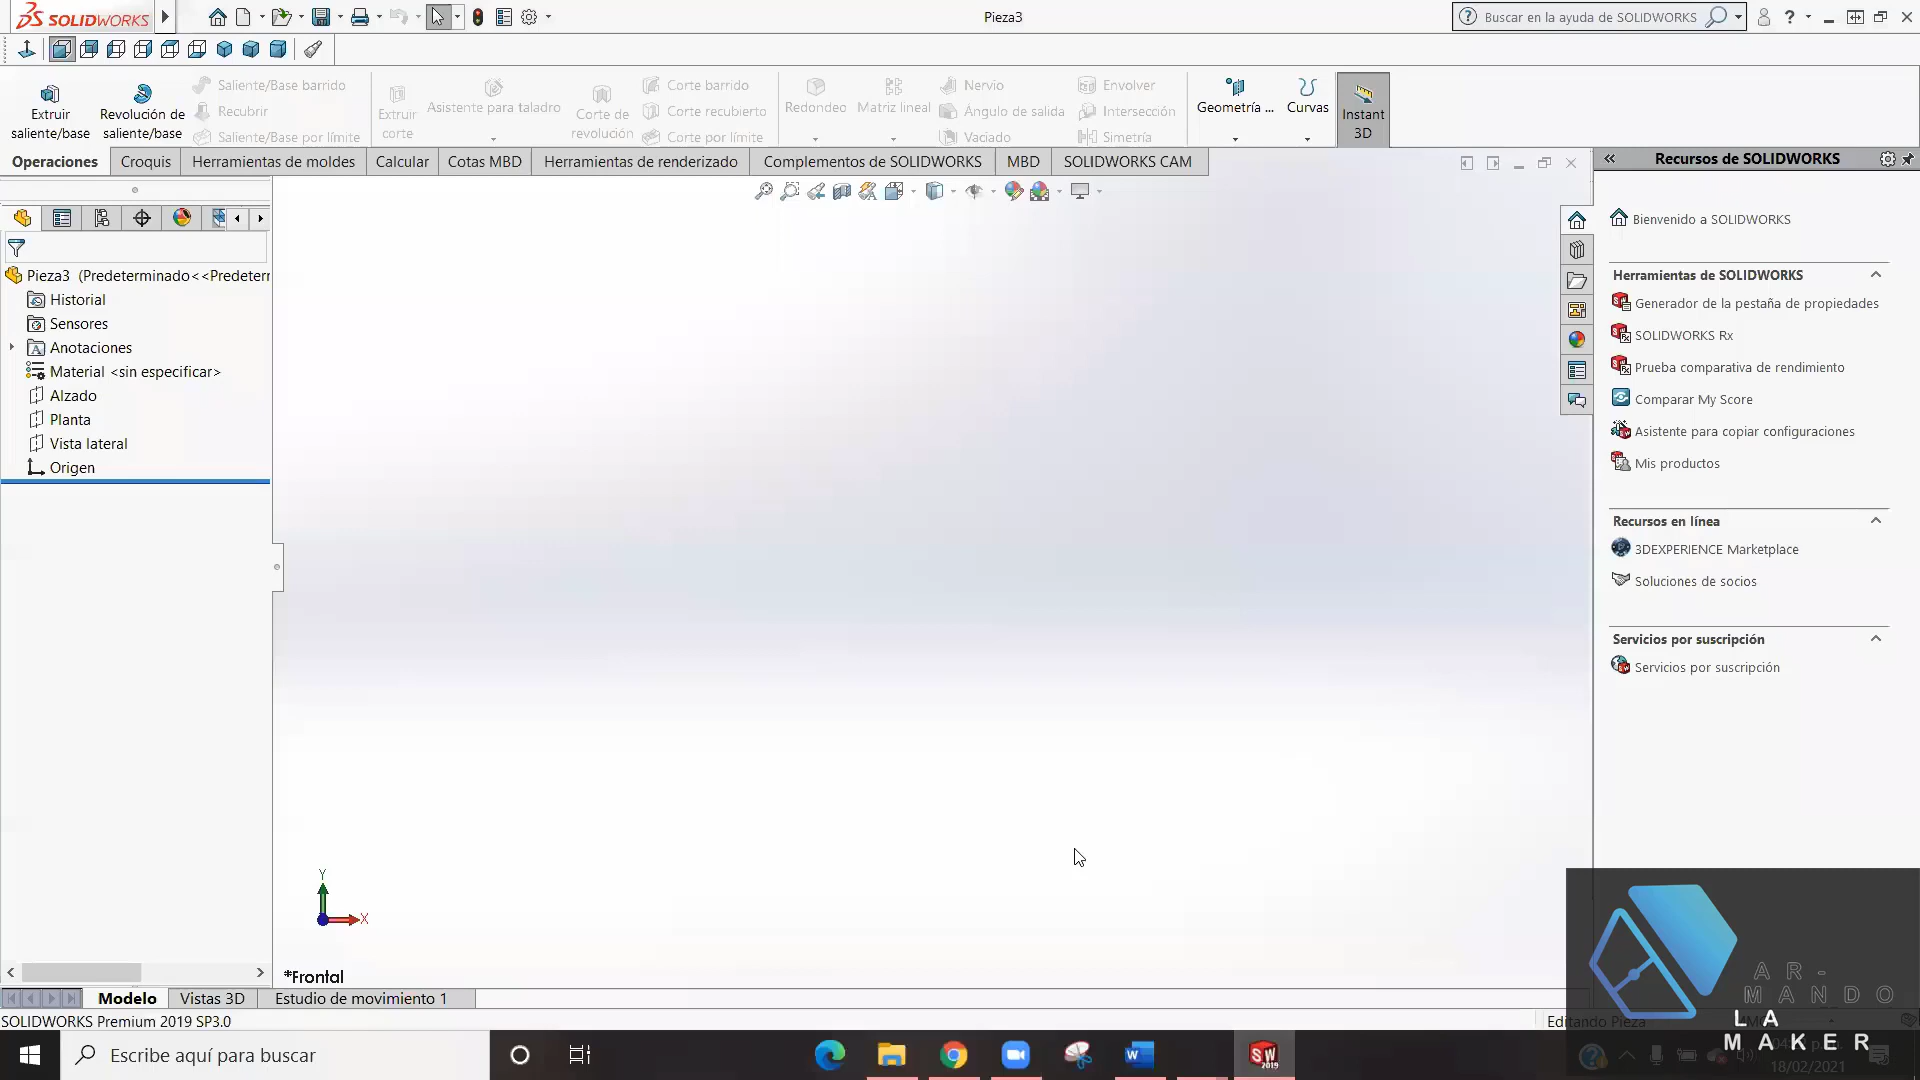 SOLIDWORKS
Pieza3
Buscar en la ayuda de SOLIDWORKS
Extruir saliente/base
Revolución de saliente/base
Saliente/Base barrido
Recubrir
Saliente/Base por límite
Extruir corte
Asistente para taladro
Corte de revolución
Corte barrido
Corte recubierto
Corte por límite
Redondeo
Matriz lineal
Nervio
Ángulo de salida
Vaciado
Envolver
Intersección
Simetría
Geometría ...
Curvas
Instant 3D
Operaciones
Croquis
Herramientas de moldes
Calcular
Cotas MBD
Herramientas de renderizado
Complementos de SOLIDWORKS
MBD
SOLIDWORKS CAM
Recursos de SOLIDWORKS
Pieza3 (Predeterminado<<Predeterr
Historial
Sensores
Anotaciones
Material <sin especificar>
Alzado
Planta
Vista lateral
Origen
Bienvenido a SOLIDWORKS
Herramientas de SOLIDWORKS
Generador de la pestaña de propiedades
SOLIDWORKS Rx
Prueba comparativa de rendimiento
Comparar My Score
Asistente para copiar configuraciones
Mis productos
Recursos en línea
3DEXPERIENCE Marketplace
Soluciones de socios
Servicios por suscripción
Servicios por suscripción
Y
X
*Frontal
Modelo
Vistas 3D
Estudio de movimiento 1
SOLIDWORKS Premium 2019 SP3.0
Editando Pieza
AR-
MANDO
LA
MAKER
Escribe aquí para buscar
SW
2019
18/02/2021